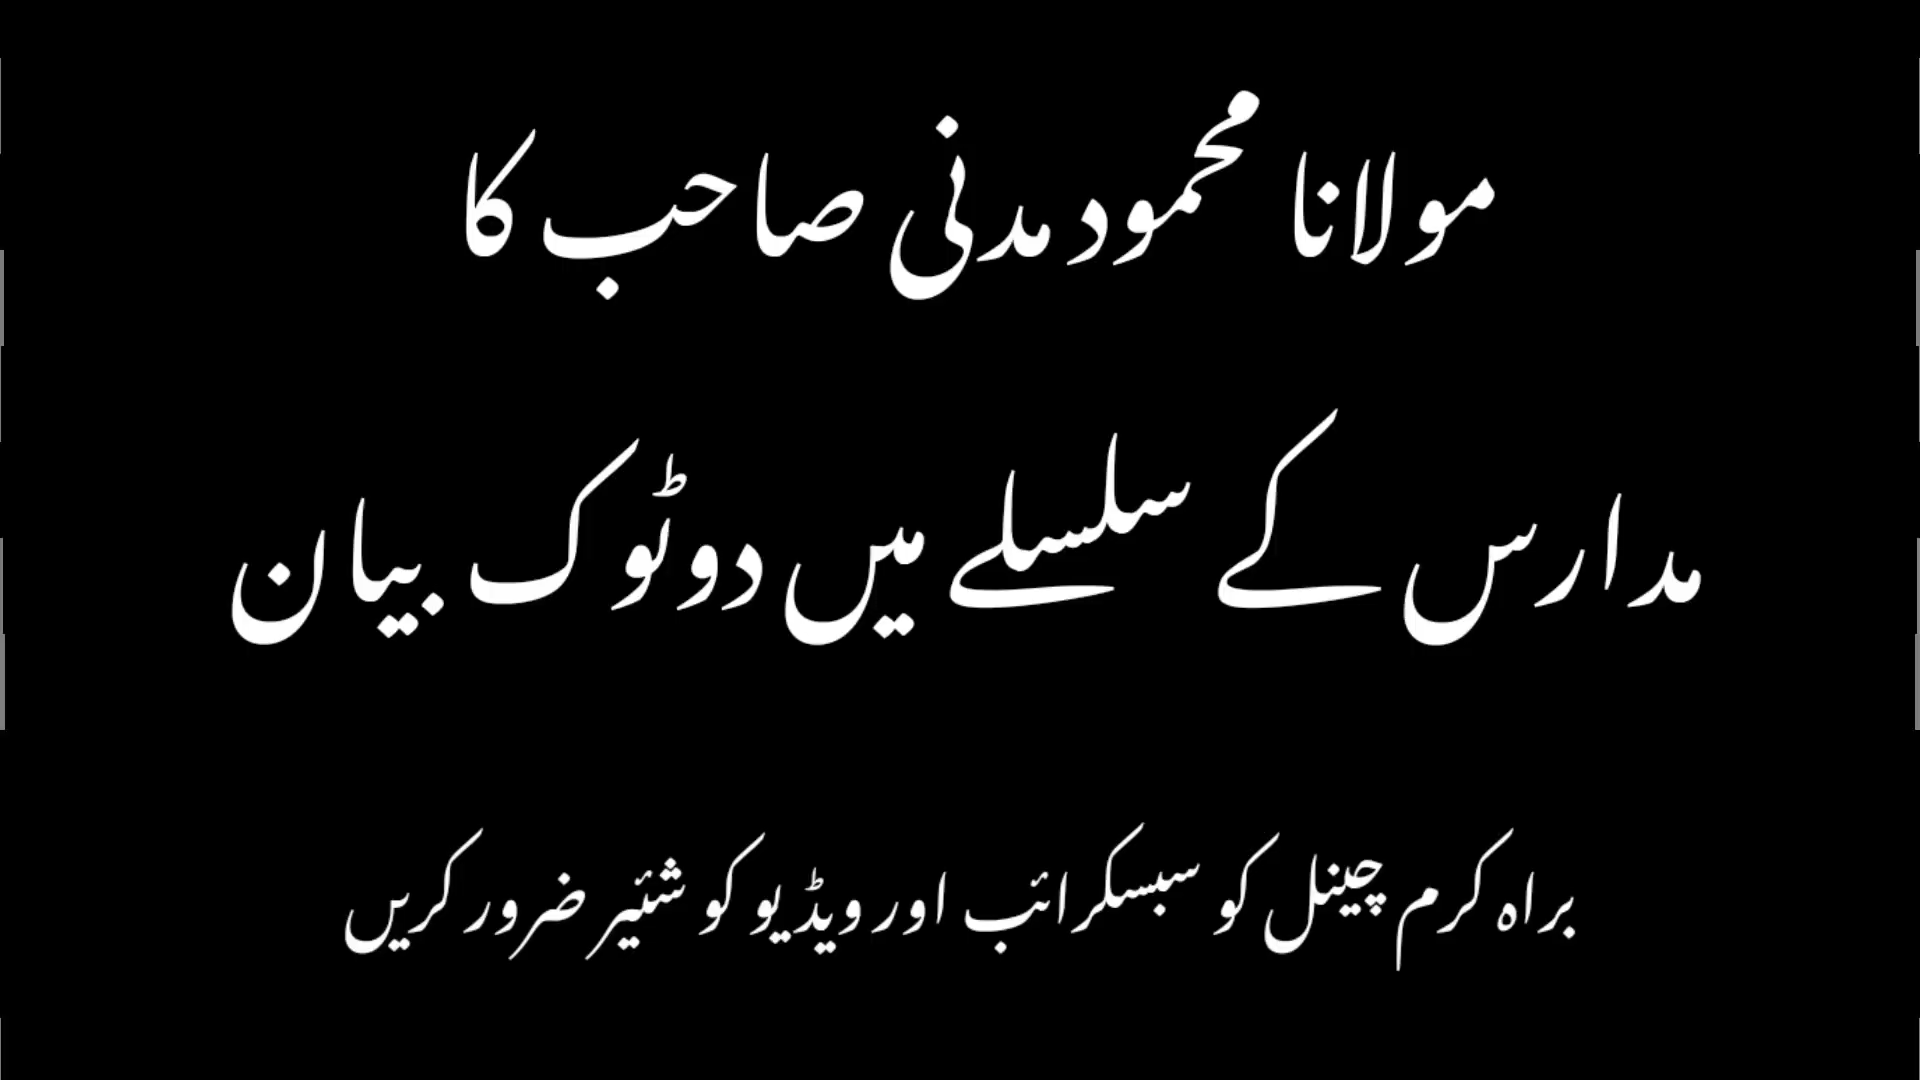 مولانا محمود مدنی صاحب کا
مدارس کے سلسلے میں دوٹوک بیان
براہ کرم چینل کو سبسکرائب اور ویڈیو کو شئیر ضرور کریں